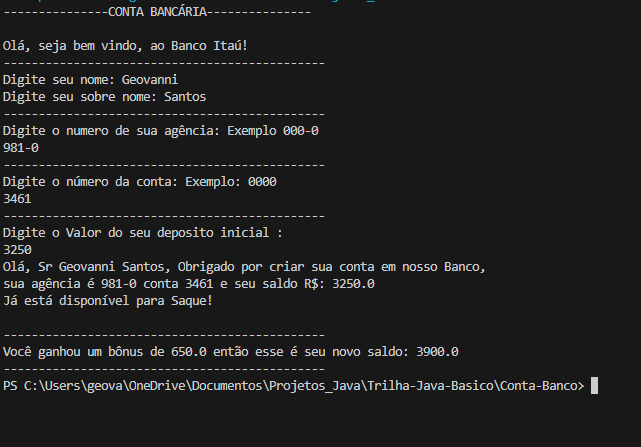 ---------------CONTA BANCÁRIA---------------
Olá, seja bem vindo, ao Banco Itaú!
----------------------------------------------
Digite seu nome: Geovanni
Digite seu sobre nome: Santos
----------------------------------------------
Digite o numero de sua agência: Exemplo 000-0
981-0
----------------------------------------------
Digite o número da conta: Exemplo: 0000
3461
----------------------------------------------
Digite o Valor do seu deposito inicial :
3250
Olá, Sr Geovanni Santos, Obrigado por criar sua conta em nosso Banco,
sua agência é 981-0 conta 3461 e seu saldo R$: 3250.0
Já está disponível para Saque!
----------------------------------------------
Você ganhou um bônus de 650.0 então esse é seu novo saldo: 3900.0
----------------------------------------------
PS C:\Users\geova\OneDrive\Documentos\Projetos_Java\Trilha-Java-Basico\Conta-Banco>